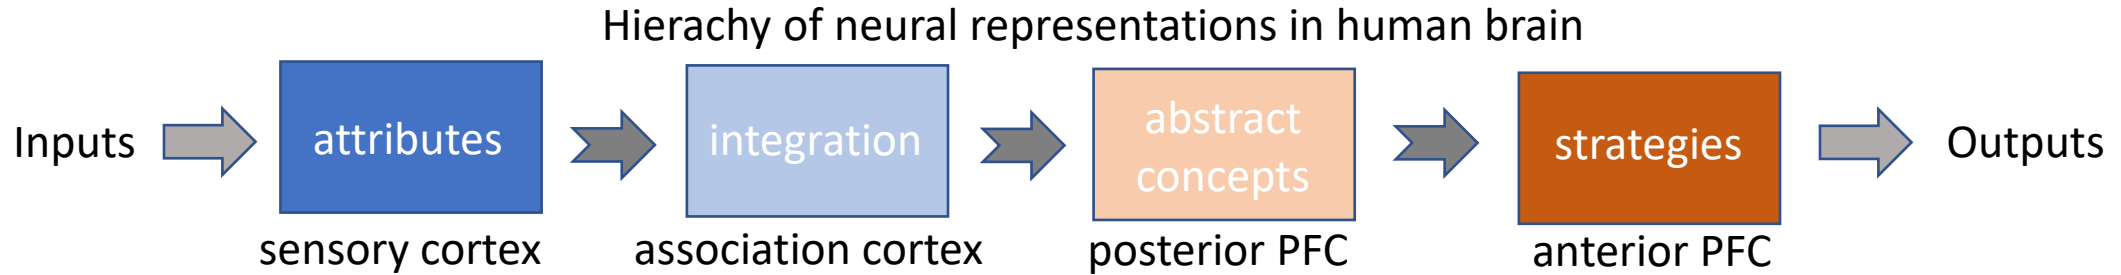 Hierachy of neural representations in human brain
Inputs
attributes
integration
abstract
concepts
strategies
Outputs
sensory cortex
association cortex
posterior PFC
anterior PFC